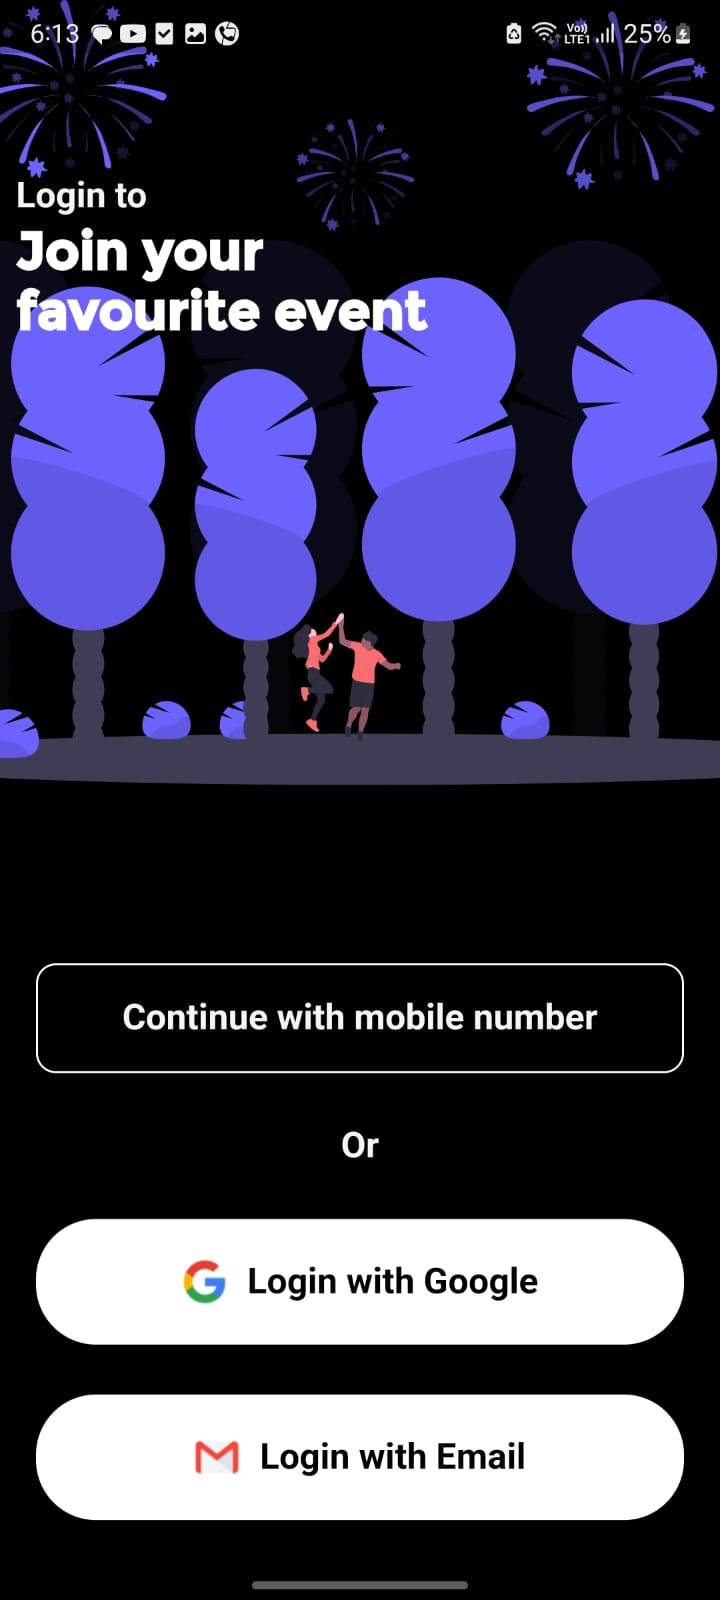 6:13 Vo)) LTE1 25%
Login to
Join your
favourite event
Continue with mobile number
Or
Login with Google
Login with Email